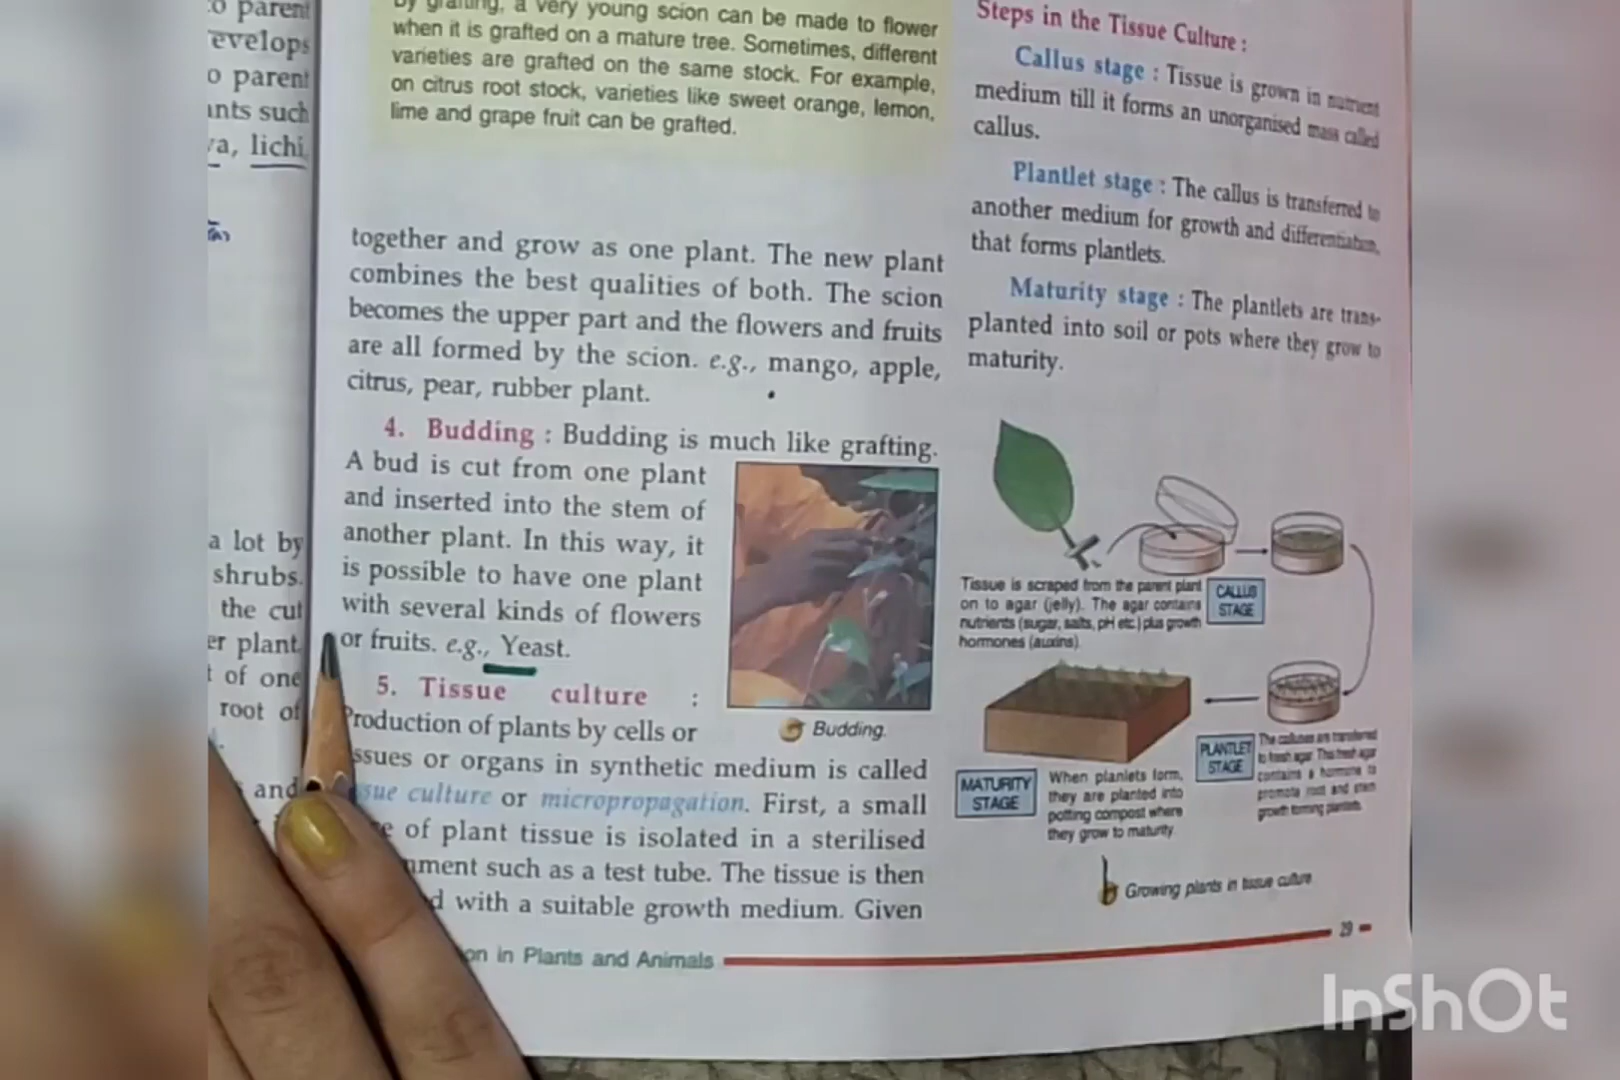 o parent
evelops
o parent
ants such
va, lichi,
a lot by
shrubs.
the cut
er plant.
t of one
root of
and
By grafting, a very young scion can be made to flower
when it is grafted on a mature tree. Sometimes, different
varieties are grafted on the same stock. For example,
on citrus root stock, varieties like sweet orange, lemon,
lime and grape fruit can be grafted.
together and grow as one plant. The new plant
combines the best qualities of both. The scion
becomes the upper part and the flowers and fruits
are all formed by the scion. e.g., mango, apple,
citrus, pear, rubber plant.
4. Budding : Budding is much like grafting.
A bud is cut from one plant
and inserted into the stem of
another plant. In this way, it
is possible to have one plant
with several kinds of flowers
or fruits. e.g., Yeast.
Budding.
5. Tissue culture :
Production of plants by cells or
ssues or organs in synthetic medium is called
sue culture or micropropagation. First, a small
e of plant tissue is isolated in a sterilised
nment such as a test tube. The tissue is then
d with a suitable growth medium. Given
on in Plants and Animals
Steps in the Tissue Culture :
Callus stage : Tissue is grown in nutrient
medium till it forms an unorganised mass called
callus.
Plantlet stage : The callus is transferred to
another medium for growth and differentiation,
that forms plantlets.
Maturity stage : The plantlets are trans-
planted into soil or pots where they grow to
maturity.
Tissue is scraped from the parent plant
on to agar (jelly). The agar contains
nutrients (sugar, salts, pH etc.) plus growth
hormones (auxins).
CALLUS
STAGE
PLANTLET
STAGE
The calluses are transferred
to fresh agar. This fresh agar
contains a hormone to
promote root and stem
growth forming plantlets.
MATURITY
STAGE
When planlets form,
they are planted into
potting compost where
they grow to maturity.
Growing plants in tissue culture
29
InShOt